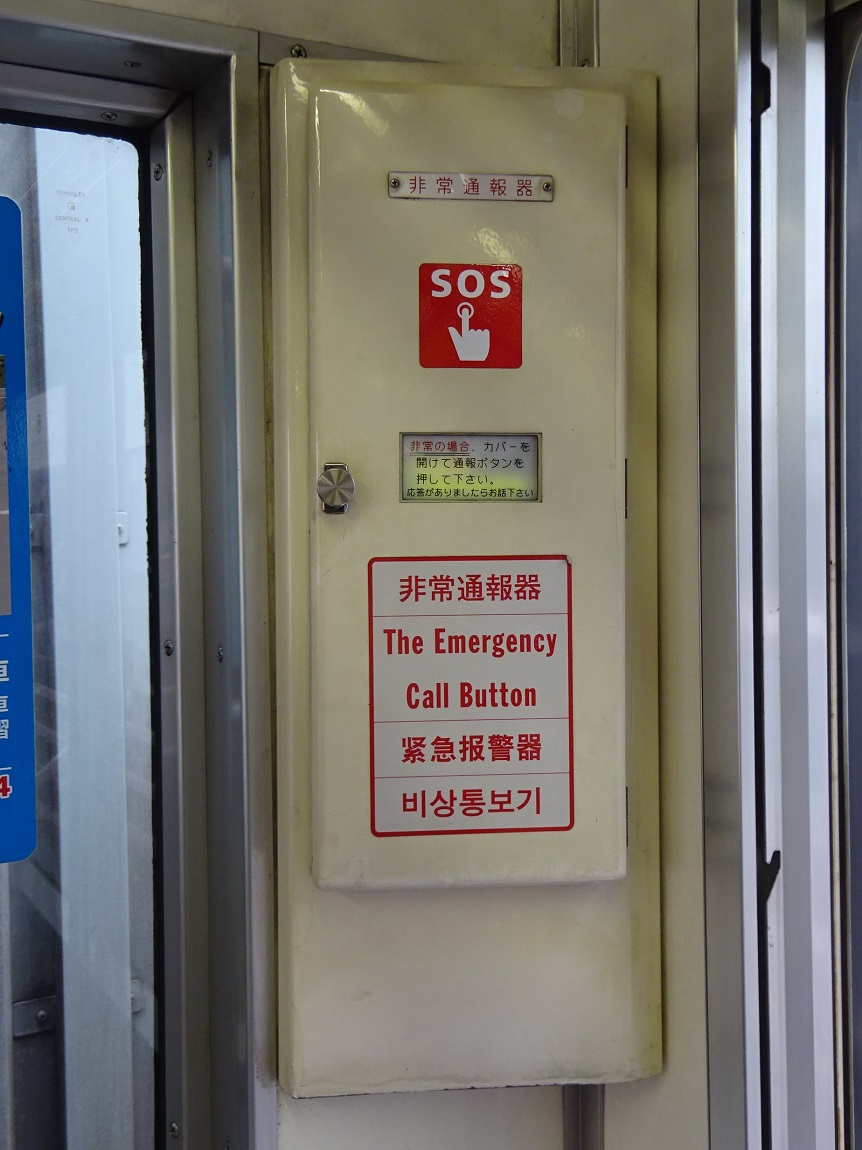 非常通報器
SOS
非常の場合、カバーを
開けて通報ボタンを
押して下さい。
応答がありましたらお話下さい
非常通報器
The Emergency
Call Button
紧急报警器
비상통보기